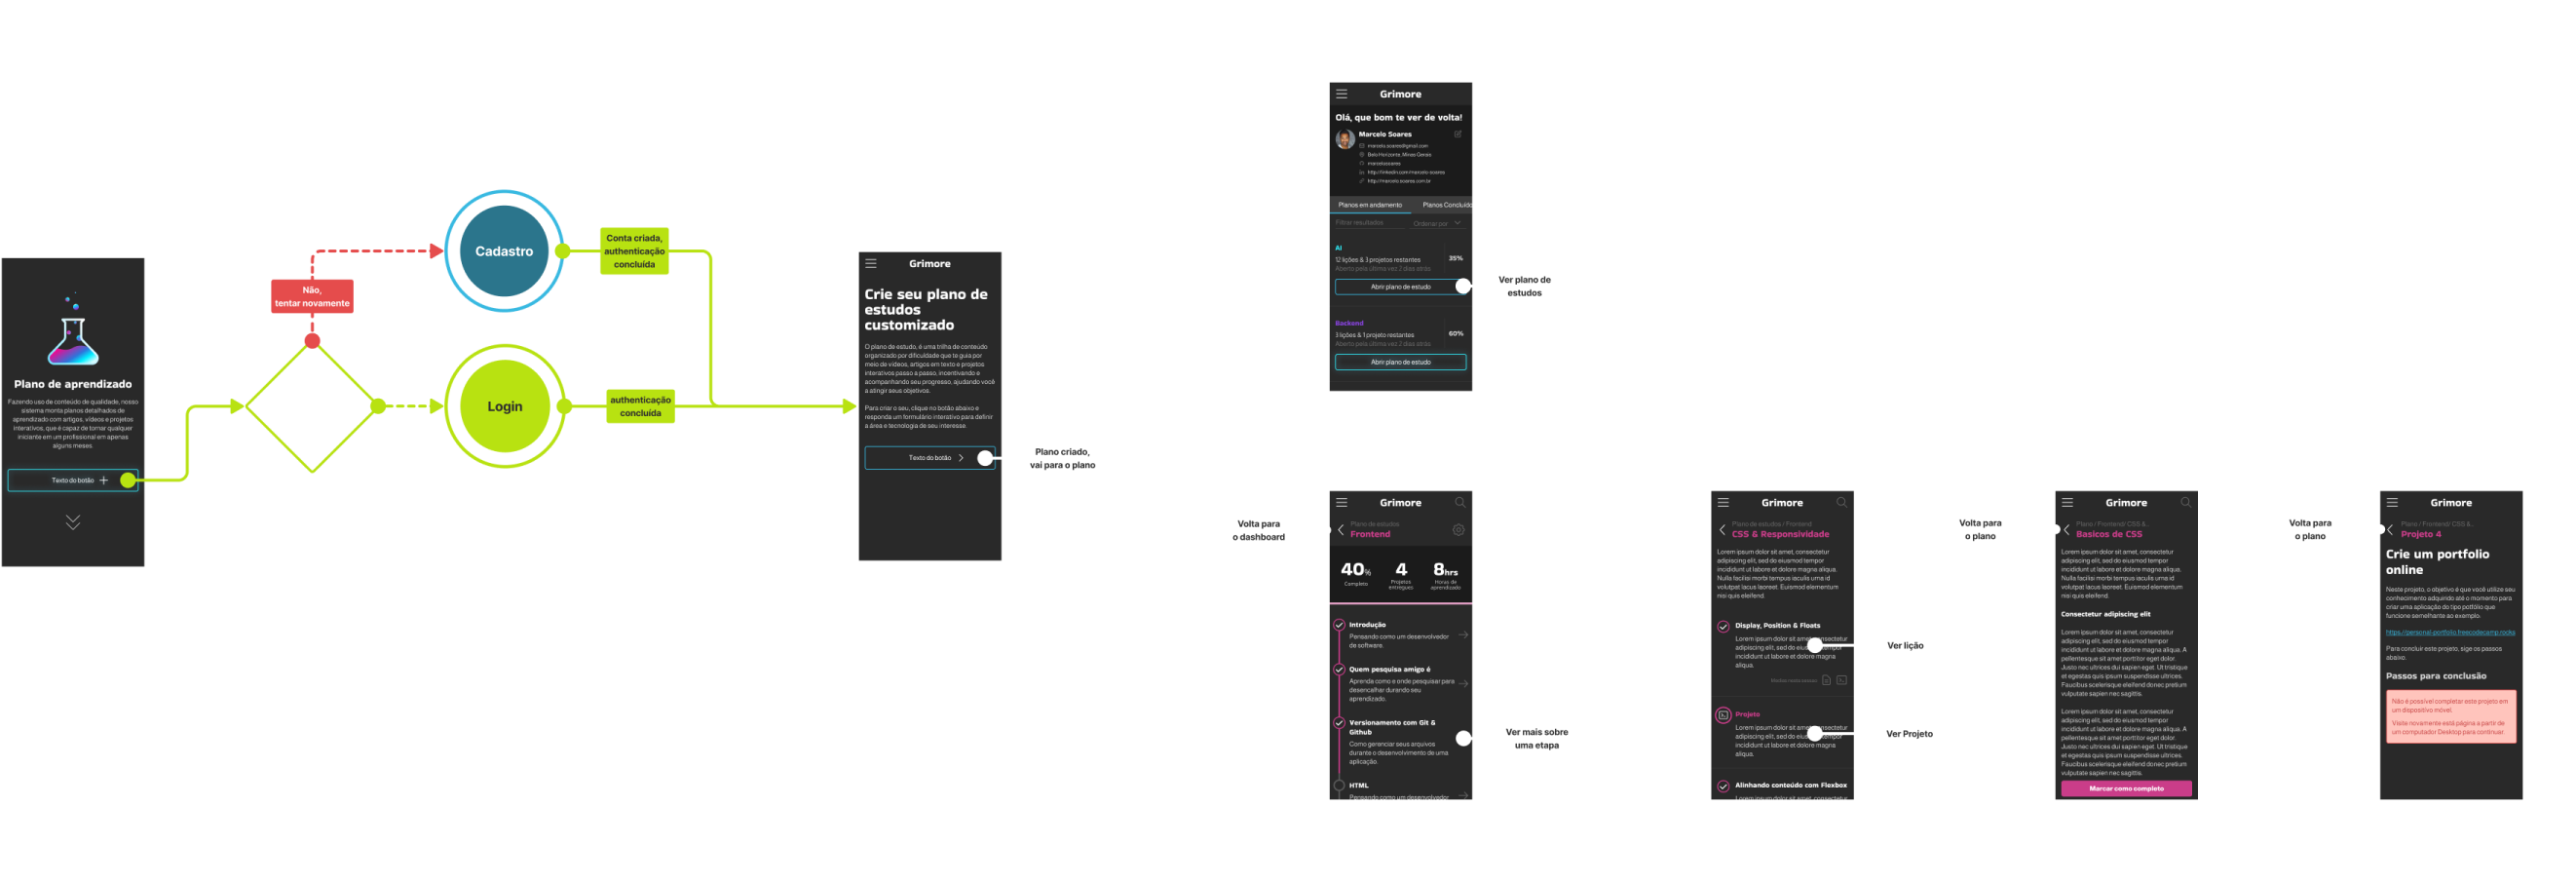 Plano de aprendizado
Fazendo uso de conteúdo de qualidade, nosso
sistema monta planos detalhados de
aprendizado com artigos, vídeos e projetos
interativos, que é capaz de tornar qualquer
iniciante em um profissional em apenas
alguns meses.
Texto do botão
Não,
tentar novamente
Cadastro
Login
Conta criada,
authenticação
concluída
authenticação
concluída
Grimore
Crie seu plano de
estudos
customizado
O plano de estudo, é uma trilha de conteúdo
organizado por dificuldade que te guia por
meio de vídeos, artigos em texto e projetos
interativos passo a passo, incentivando e
acompanhando seu progresso, ajudando você
a atingir seus objetivos.
Para criar o seu, clique no botão abaixo e
responda um formulário interativo para definir
a área e tecnologia de seu interesse.
Texto do botão
Plano criado,
vai para o plano
Grimore
Olá, que bom te ver de volta!
Marcelo Soares
marcelo.soares@gmail.com
Belo Horizonte, Minas Gerais
marcelosoares
http://linkedin.com/marcelo-soares
http://marcelo.soares.com.br
Planos em andamento
Planos Concluído
Filtrar resultados
Ordenar por
AI
12 lições & 3 projetos restantes
Aberto pela última vez 2 dias atrás
35%
Abrir plano de estudo
Backend
3 lições & 1 projeto restantes
Aberto pela última vez 2 dias atrás
60%
Abrir plano de estudo
Ver plano de
estudos
Volta para
o dashboard
Grimore
Plano de estudos
Frontend
40%
Completo
4
Projetos
entregues
8hrs
Horas de
aprendizado
Introdução
Pensando como um desenvolvedor
de software.
Quem pesquisa amigo é
Aprenda como e onde pesquisar para
desencalhar durando seu
aprendizado.
Versionamento com Git &
Github
Como gerenciar seus arquivos
durante o desenvolvimento de uma
aplicação.
HTML
Pensando como um desenvolvedor
Ver mais sobre
uma etapa
Grimore
Plano de estudos / Frontend
CSS & Responsividade
Lorem ipsum dolor sit amet, consectetur
adipiscing elit, sed do eiusmod tempor
incididunt ut labore et dolore magna aliqua.
Nulla facilisi morbi tempus iaculis urna id
volutpat lacus laoreet. Euismod elementum
nisi quis eleifend.
Display, Position & Floats
Lorem ipsum dolor sit amet, consectetur
adipiscing elit, sed do eiusmod tempor
incididunt ut labore et dolore magna
aliqua.
Projeto
Lorem ipsum dolor sit amet, consectetur
adipiscing elit, sed do eiusmod tempor
incididunt ut labore et dolore magna
aliqua.
Alinhando conteúdo com Flexbox
Lorem ipsum dolor sit amet, consectetur
Ver lição
Ver Projeto
Volta para
o plano
Grimore
Plano / Frontend/ CSS &...
Basicos de CSS
Lorem ipsum dolor sit amet, consectetur
adipiscing elit, sed do eiusmod tempor
incididunt ut labore et dolore magna aliqua.
Nulla facilisi morbi tempus iaculis urna id
volutpat lacus laoreet. Euismod elementum
nisi quis eleifend.
Consectetur adipiscing elit
Lorem ipsum dolor sit amet, consectetur
adipiscing elit, sed do eiusmod tempor
incididunt ut labore et dolore magna aliqua. A
pellentesque sit amet porttitor eget dolor.
Justo nec ultrices dui sapien eget. Ut tristique
et egestas quis ipsum suspendisse ultrices.
Faucibus scelerisque eleifend donec pretium
vulputate sapien nec sagittis.
Lorem ipsum dolor sit amet, consectetur
adipiscing elit, sed do eiusmod tempor
incididunt ut labore et dolore magna aliqua. A
pellentesque sit amet porttitor eget dolor.
Justo nec ultrices dui sapien eget. Ut tristique
et egestas quis ipsum suspendisse ultrices.
Faucibus scelerisque eleifend donec pretium
vulputate sapien nec sagittis.
Marcar como completo
Volta para
o plano
Grimore
Plano / Frontend/ CSS &...
Projeto 4
Crie um portfolio
online
Neste projeto, o objetivo é que você utilize seu
conhecimento adquirido até o momento para
criar uma aplicação do tipo potfólio que
funcione semelhante ao exemplo:
https://personal-portfolio.freecodecamp.rocks
Para concluir este projeto, sige os passos
abaixo.
Passos para conclusão
Não é possível completar este projeto em
um dispositivo móvel.
Visite novamente está página a partir de
um computador Desktop para continuar.